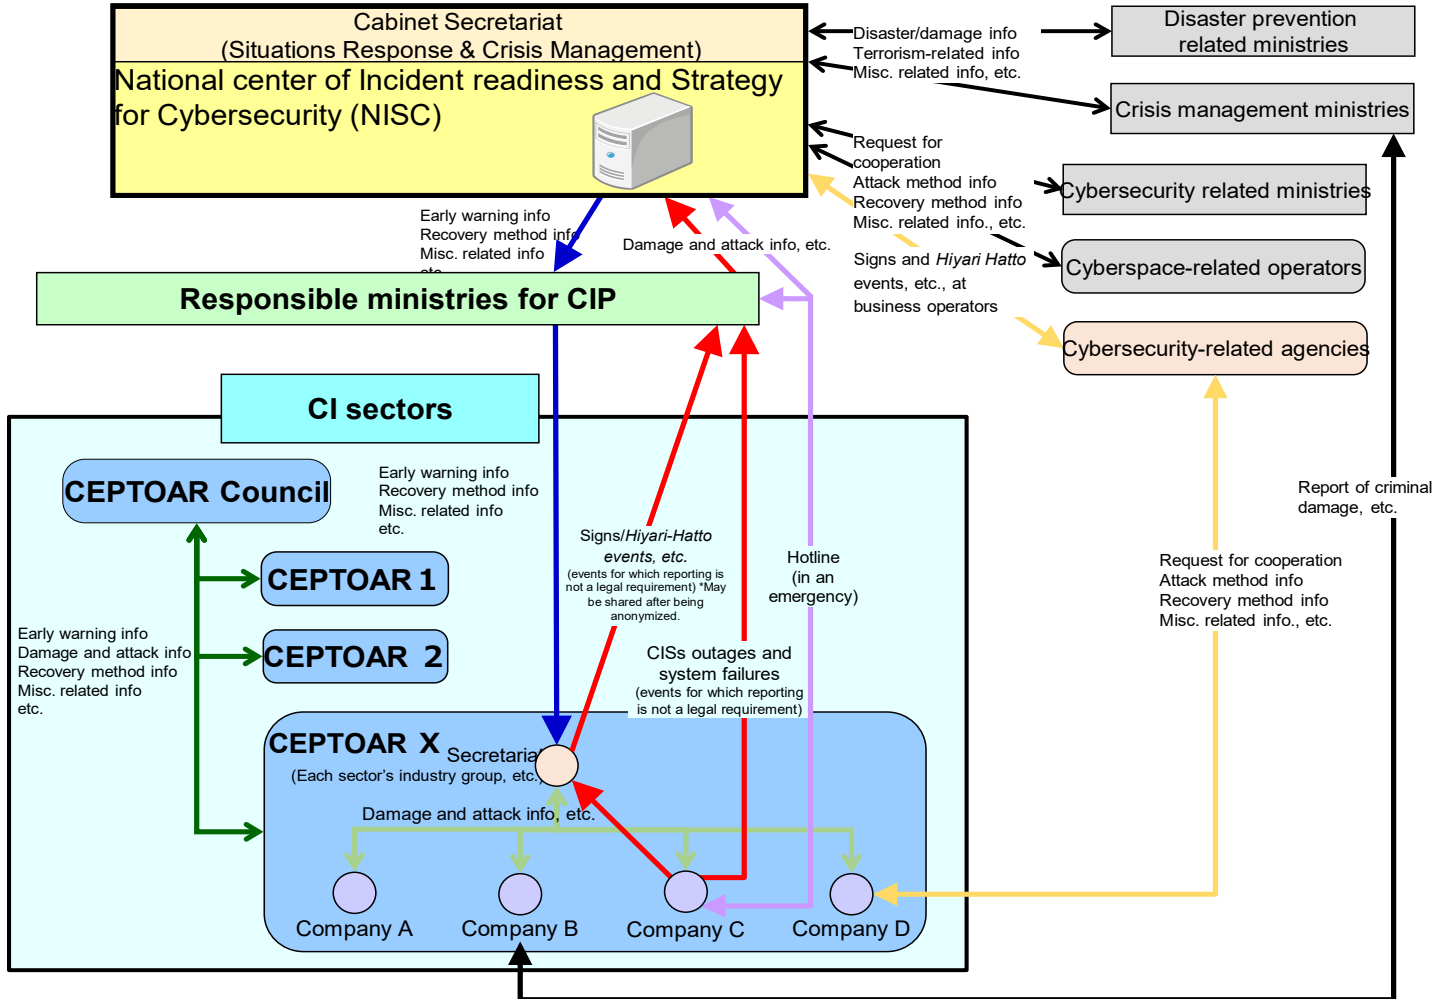 Cabinet Secretariat
(Situations Response & Crisis Management)
National center of Incident readiness and Strategy
for Cybersecurity (NISC)
Disaster/damage info
Terrorism-related info
Misc. related info, etc.
Disaster prevention
related ministries
Crisis management ministries
Request for
cooperation
Attack method info
Recovery method info
Misc. related info., etc.
Cybersecurity related ministries
Signs and Hiyari Hatto
events, etc., at
business operators
Cyberspace-related operators
Cybersecurity-related agencies
Early warning info
Recovery method info
Misc. related info
etc.
Damage and attack info, etc.
Responsible ministries for CIP
CI sectors
CEPTOAR Council
Early warning info
Recovery method info
Misc. related info
etc.
CEPTOAR 1
CEPTOAR 2
Early warning info
Damage and attack info
Recovery method info
Misc. related info
etc.
Signs/Hiyari-Hatto
events, etc.
(events for which reporting is
not a legal requirement) *May
be shared after being
anonymized.
Hotline
(in an
emergency)
CISs outages and
system failures
(events for which reporting
is not a legal requirement)
Report of criminal
damage, etc.
Request for cooperation
Attack method info
Recovery method info
Misc. related info., etc.
CEPTOAR X
Secretariat
(Each sector's industry group, etc.)
Damage and attack info, etc.
Company A
Company B
Company C
Company D